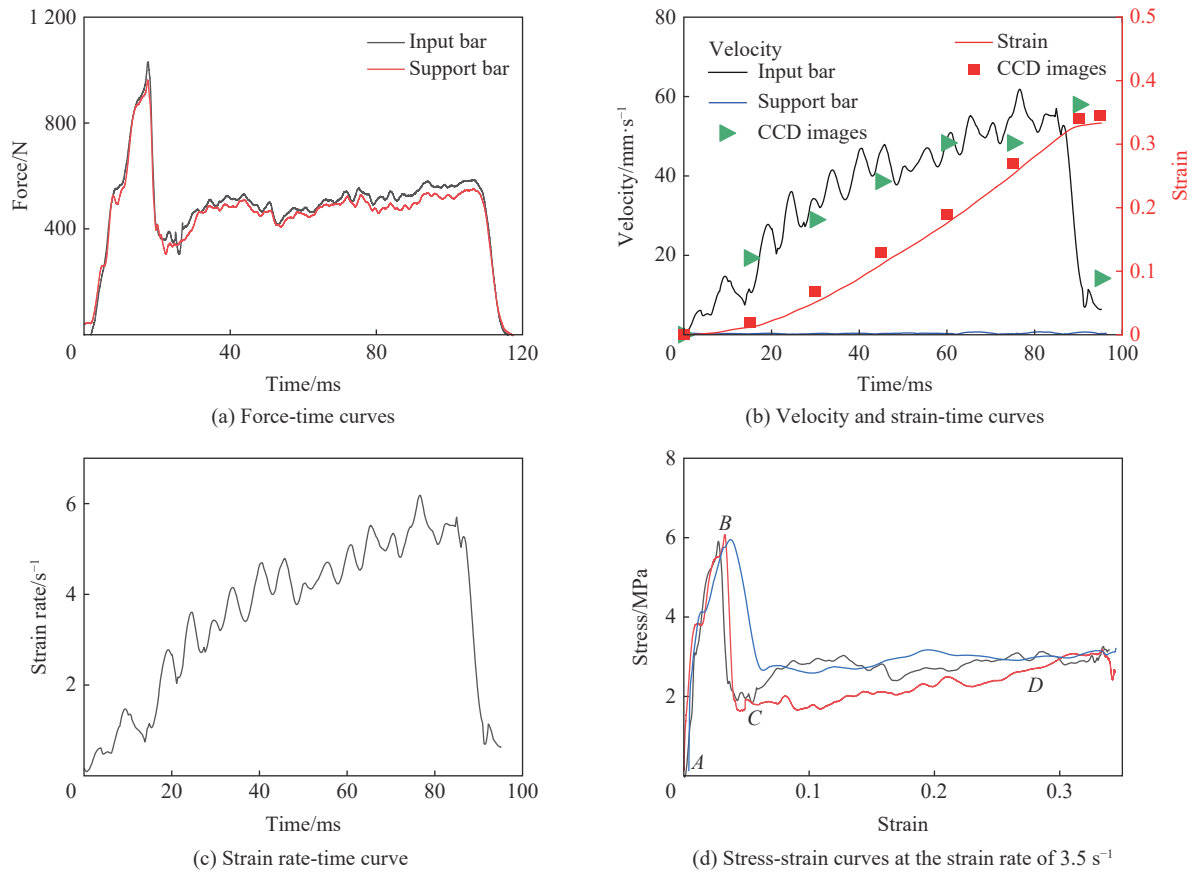 1 200
800
400
0
Force/N
Input bar
Support bar
0
40
80
120
Time/ms
(a) Force-time curves
80
60
40
20
0
Velocity/mm·s⁻¹
Velocity
Input bar
Support bar
CCD images
Strain
CCD images
0.5
0.4
0.3
0.2
0.1
0
Strain
20
40
60
80
100
Time/ms
(b) Velocity and strain-time curves
6
4
2
Strain rate/s⁻¹
0
20
40
60
80
100
Time/ms
(c) Strain rate-time curve
8
6
4
2
Stress/MPa
B
A
C
D
0
0.1
0.2
0.3
Strain
(d) Stress-strain curves at the strain rate of 3.5 s⁻¹